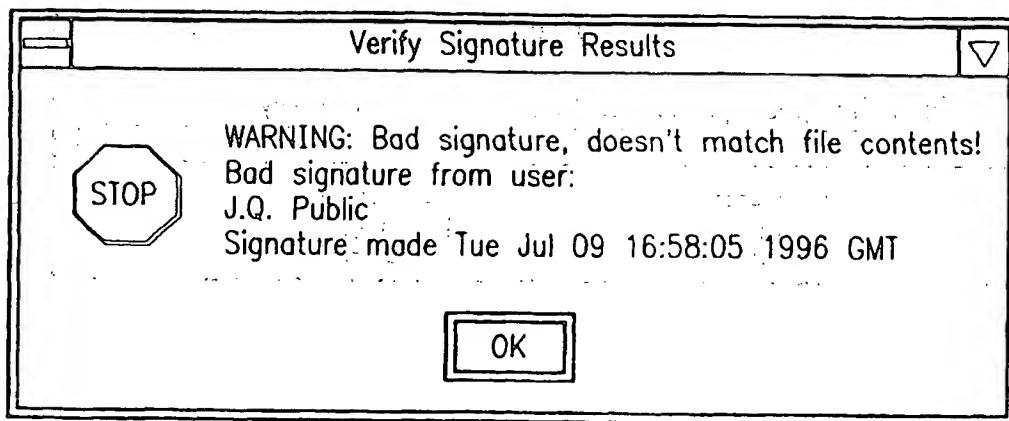 Verify Signature Results
STOP
WARNING: Bad signature, doesn't match file contents!
Bad signature from user:
J.Q. Public
Signature made Tue Jul 09 16:58:05 1996 GMT
OK